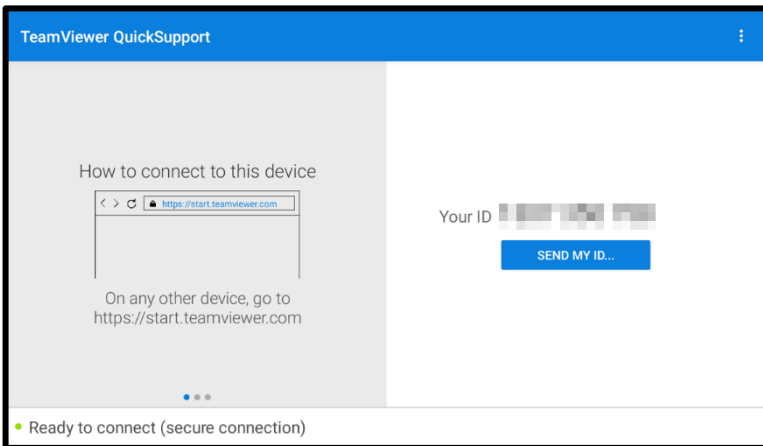 TeamViewer QuickSupport
How to connect to this device
https://start.teamviewer.com
On any other device, go to
https://start.teamviewer.com
Your ID
SEND MY ID...
Ready to connect (secure connection)